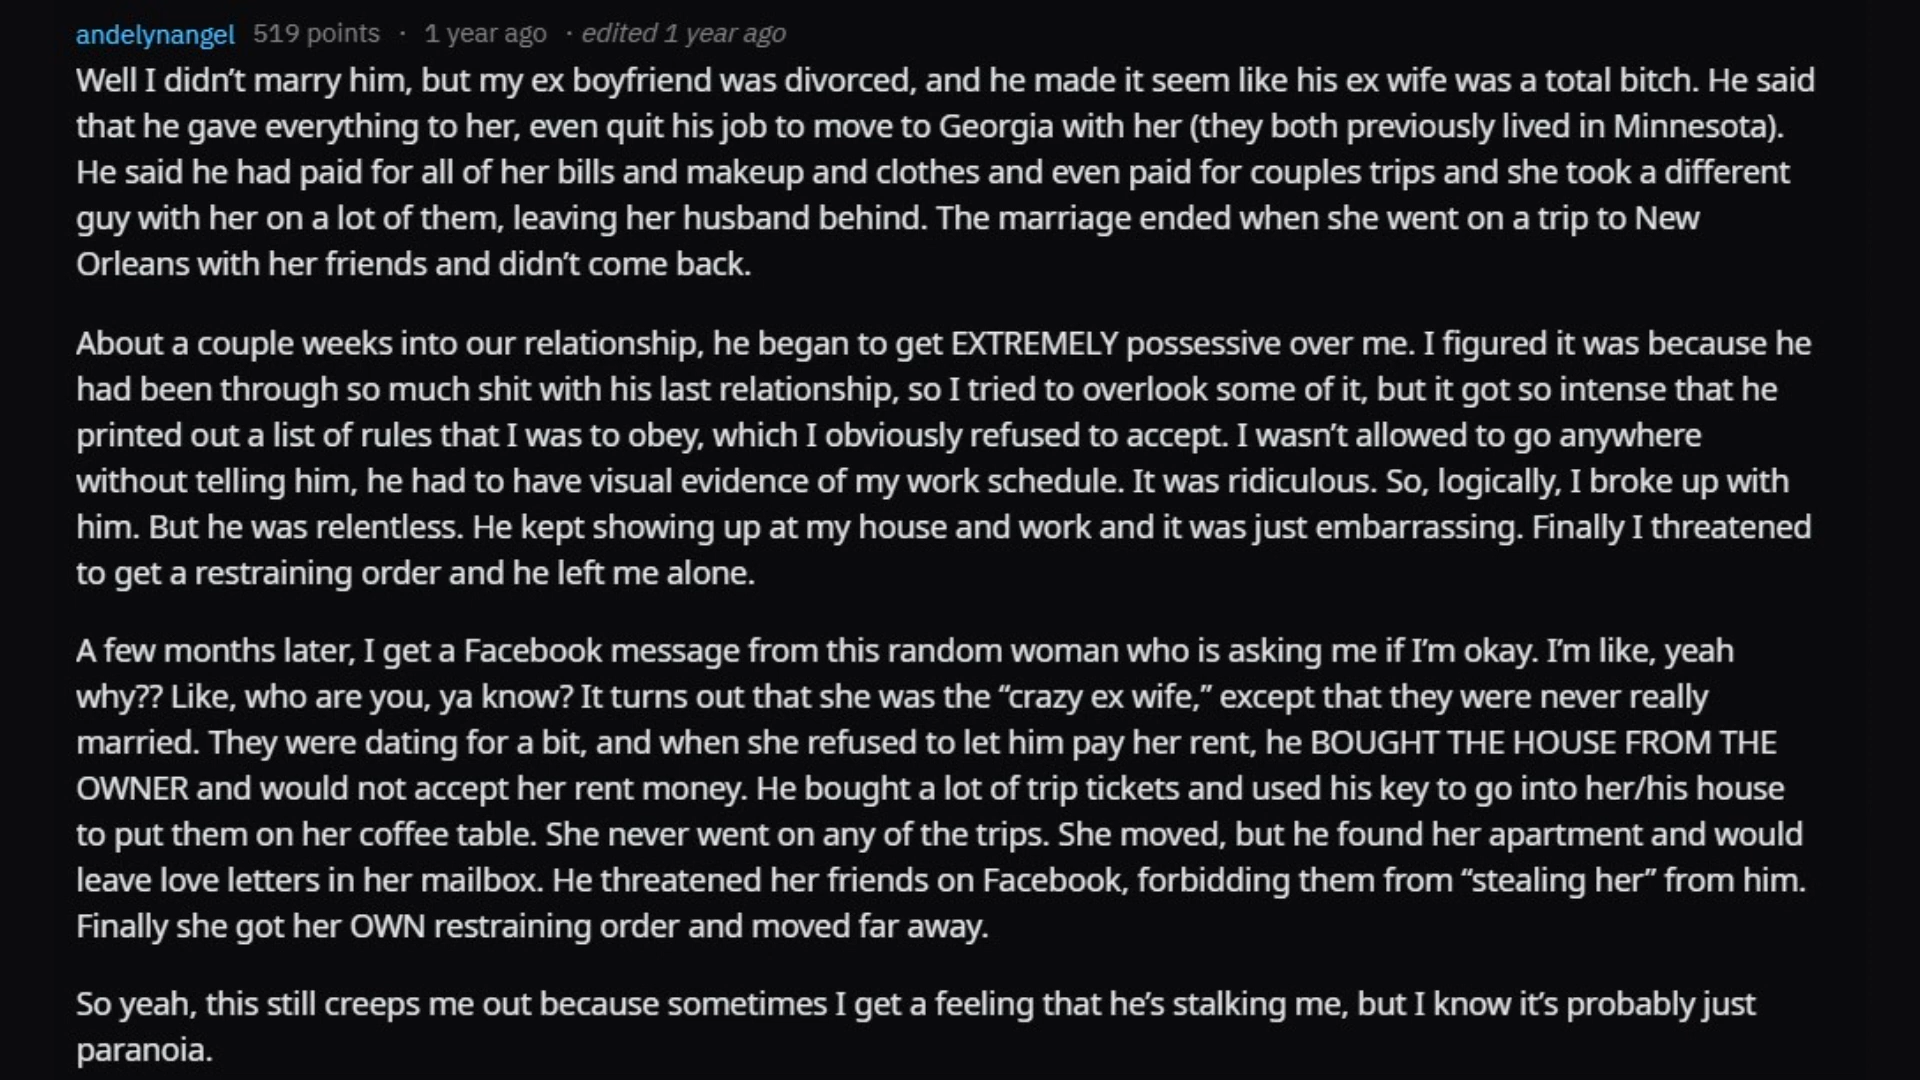 andelynangel 519 points · 1 year ago · edited 1 year ago
Well I didn’t marry him, but my ex boyfriend was divorced, and he made it seem like his ex wife was a total bitch. He said
that he gave everything to her, even quit his job to move to Georgia with her (they both previously lived in Minnesota).
He said he had paid for all of her bills and makeup and clothes and even paid for couples trips and she took a different
guy with her on a lot of them, leaving her husband behind. The marriage ended when she went on a trip to New
Orleans with her friends and didn’t come back.
About a couple weeks into our relationship, he began to get EXTREMELY possessive over me. I figured it was because he
had been through so much shit with his last relationship, so I tried to overlook some of it, but it got so intense that he
printed out a list of rules that I was to obey, which I obviously refused to accept. I wasn’t allowed to go anywhere
without telling him, he had to have visual evidence of my work schedule. It was ridiculous. So, logically, I broke up with
him. But he was relentless. He kept showing up at my house and work and it was just embarrassing. Finally I threatened
to get a restraining order and he left me alone.
A few months later, I get a Facebook message from this random woman who is asking me if I’m okay. I’m like, yeah
why?? Like, who are you, ya know? It turns out that she was the “crazy ex wife,” except that they were never really
married. They were dating for a bit, and when she refused to let him pay her rent, he BOUGHT THE HOUSE FROM THE
OWNER and would not accept her rent money. He bought a lot of trip tickets and used his key to go into her/his house
to put them on her coffee table. She never went on any of the trips. She moved, but he found her apartment and would
leave love letters in her mailbox. He threatened her friends on Facebook, forbidding them from “stealing her” from him.
Finally she got her OWN restraining order and moved far away.
So yeah, this still creeps me out because sometimes I get a feeling that he’s stalking me, but I know it’s probably just
paranoia.